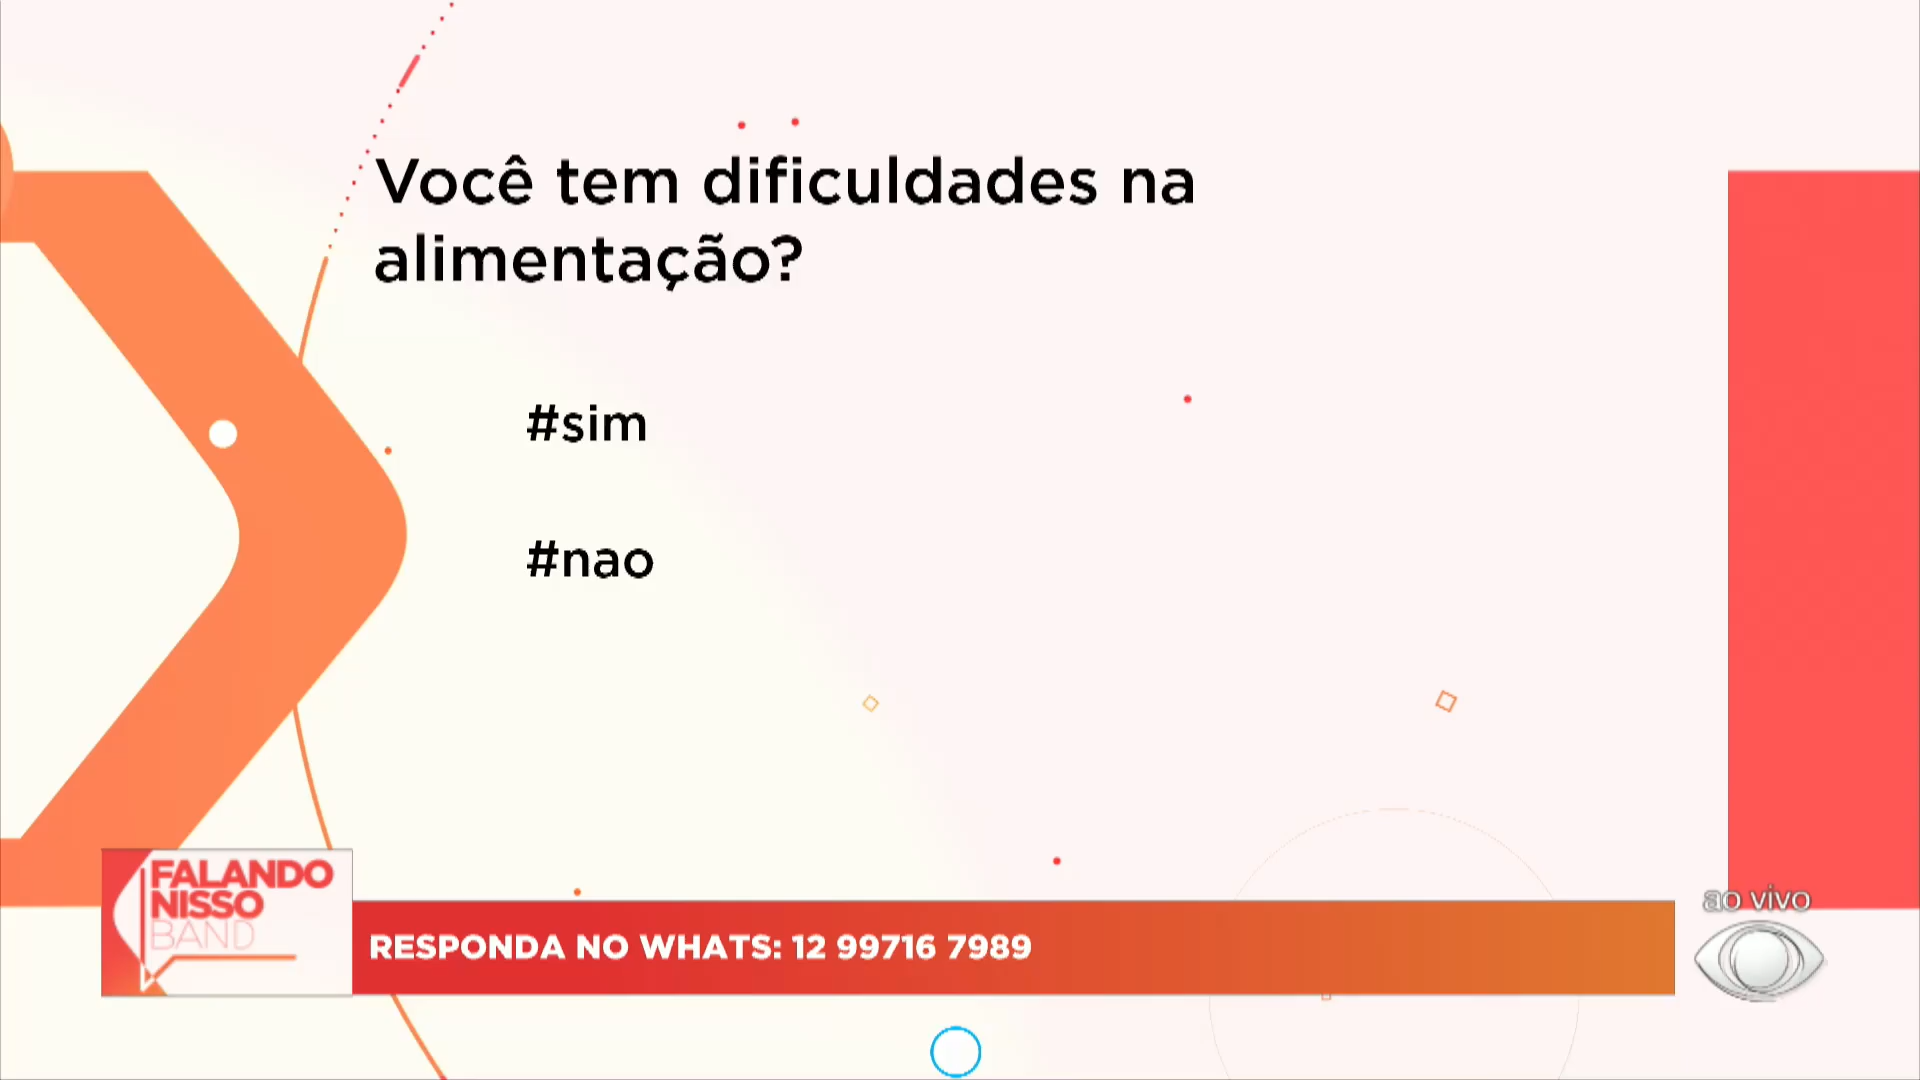 Você tem dificuldades na
alimentação?
#sim
#nao
FALANDO
NISSO
BAND
RESPONDA NO WHATS: 12 99716 7989
ao vivo